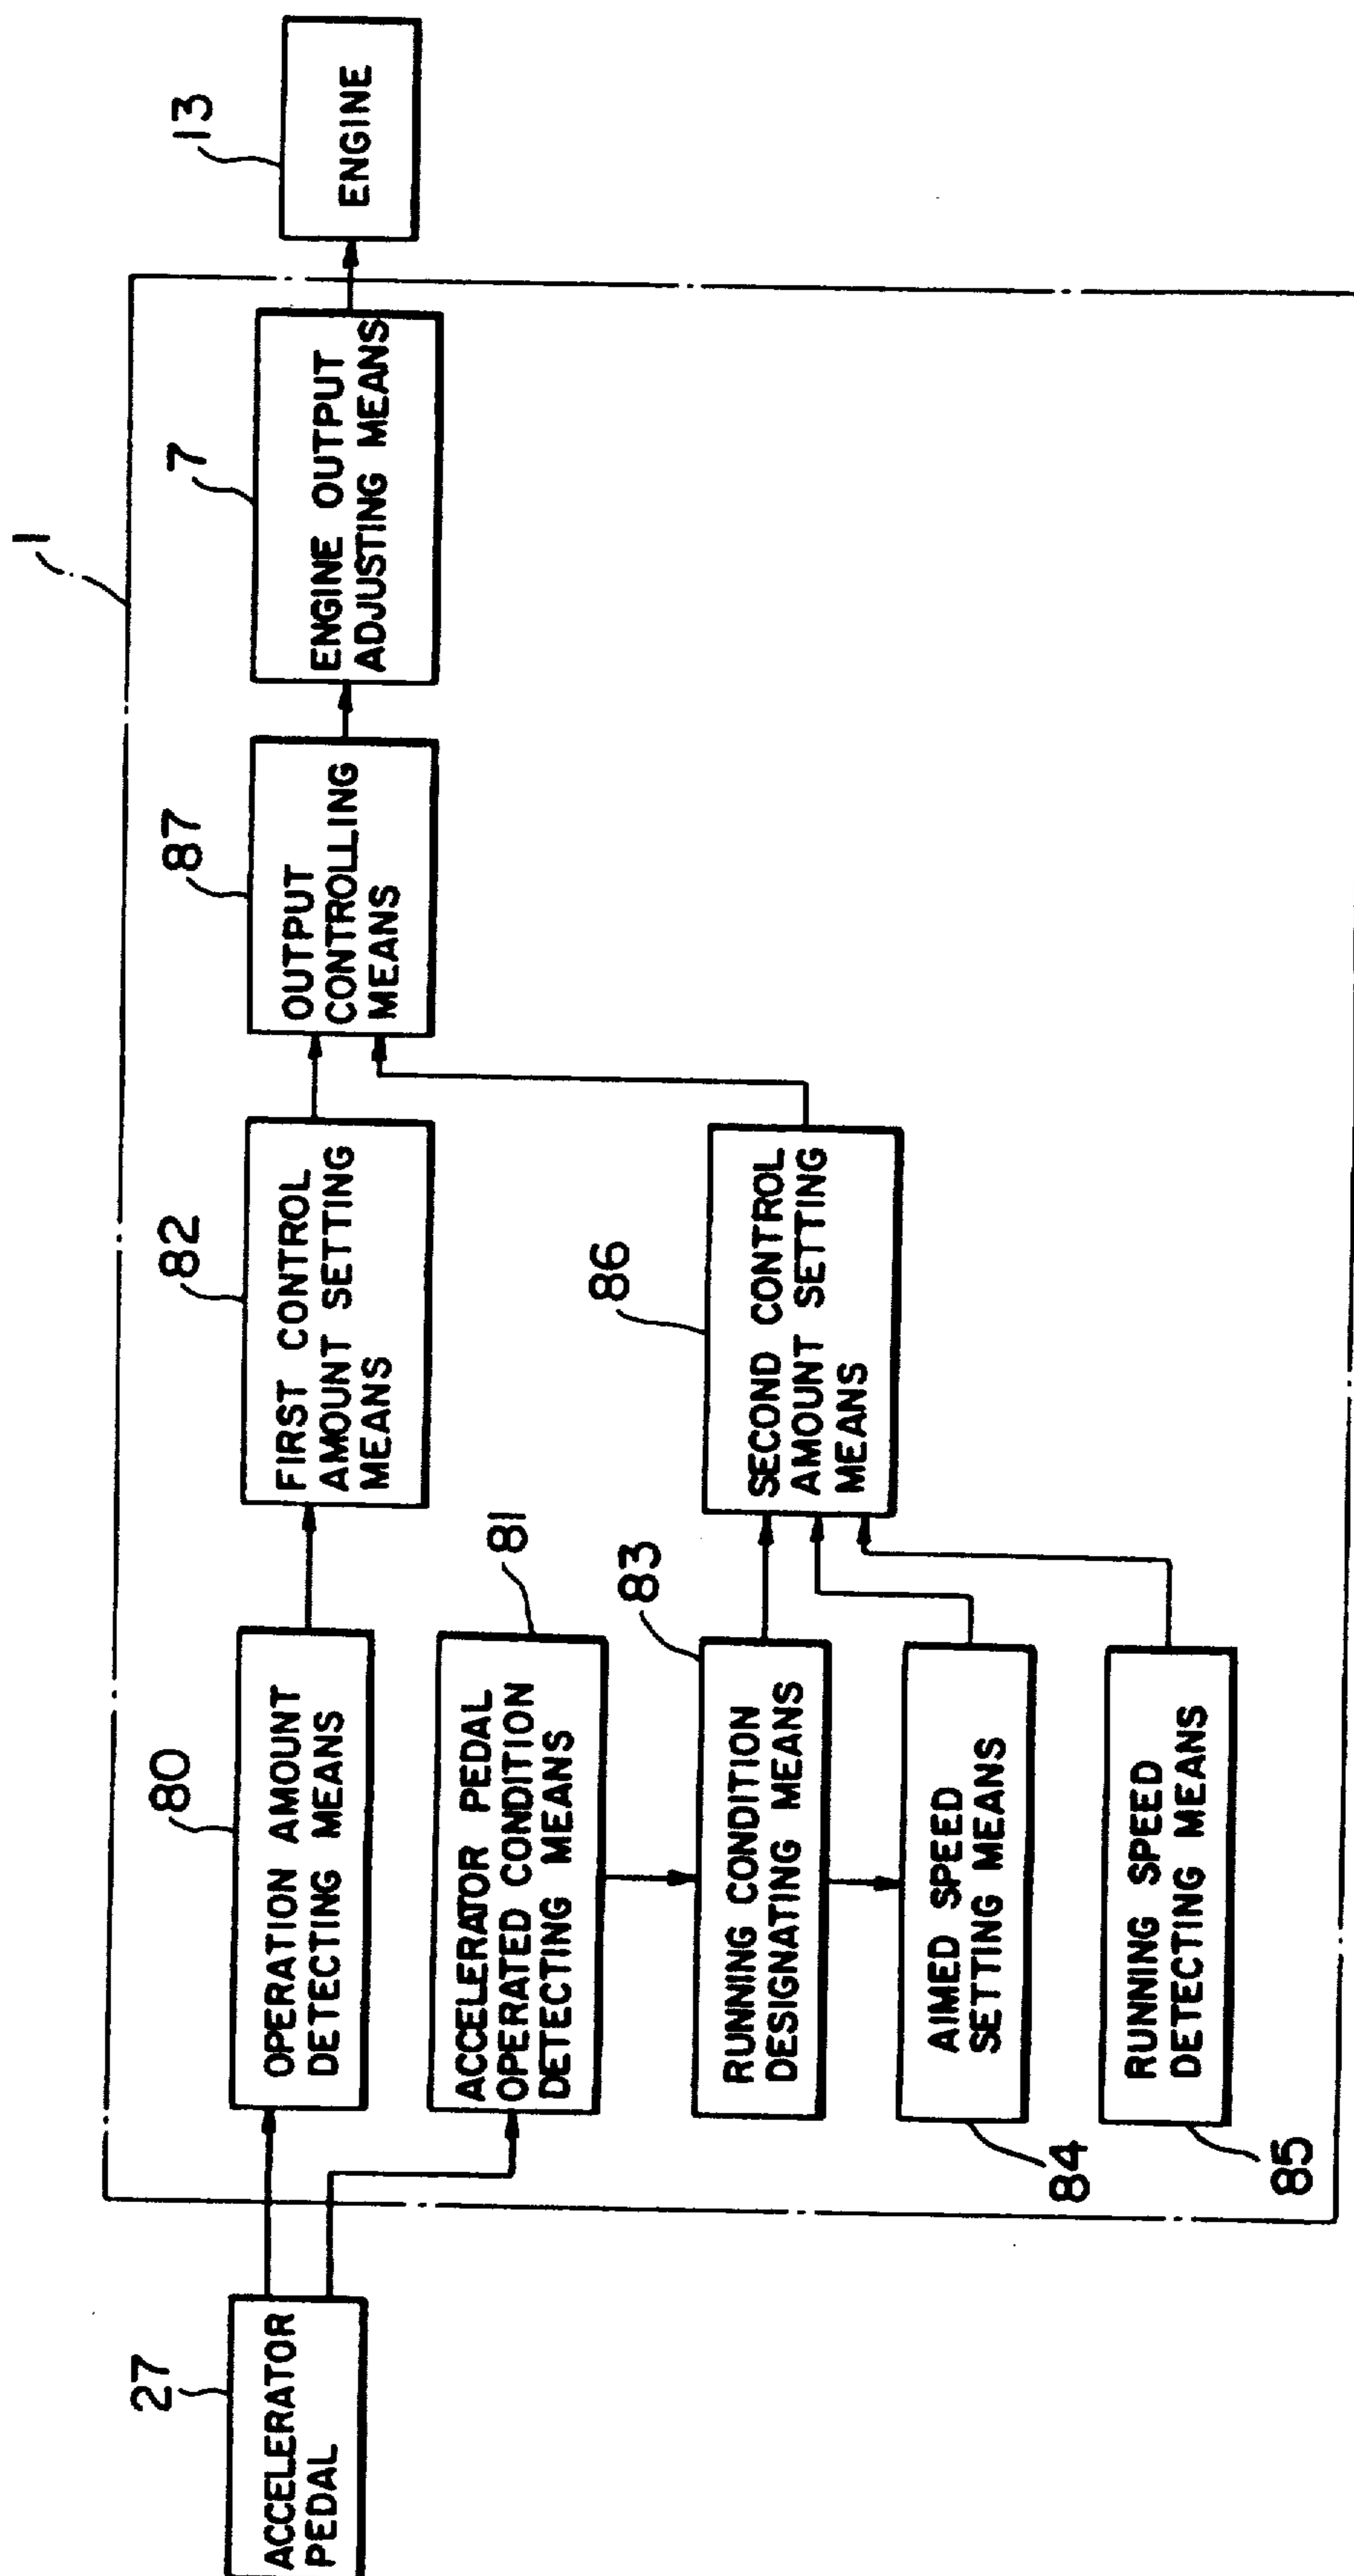 1
27
ACCELERATOR
PEDAL
80
OPERATION AMOUNT
DETECTING MEANS
82
FIRST CONTROL
AMOUNT SETTING
MEANS
87
OUTPUT
CONTROLLING
MEANS
7
ENGINE OUTPUT
ADJUSTING MEANS
13
ENGINE
81
ACCELERATOR PEDAL
OPERATED CONDITION
DETECTING MEANS
83
RUNNING CONDITION
DESIGNATING MEANS
86
SECOND CONTROL
AMOUNT SETTING
MEANS
AIMED SPEED
SETTING MEANS
84
RUNNING SPEED
DETECTING MEANS
85